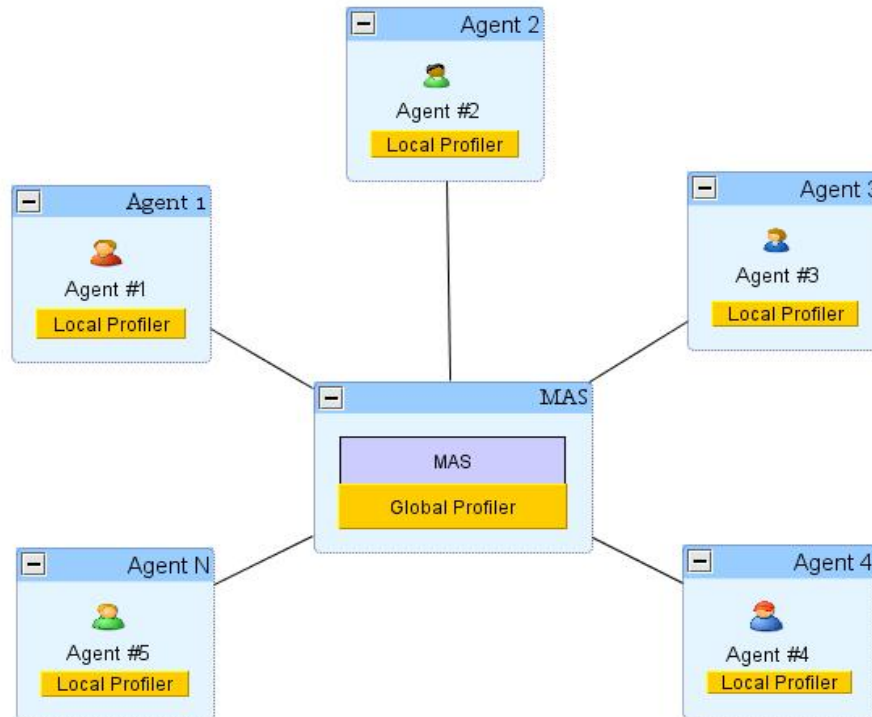 Agent 2
Agent #2
Local Profiler
Agent 1
Agent #1
Local Profiler
Agent 3
Agent #3
Local Profiler
MAS
MAS
Global Profiler
Agent N
Agent #5
Local Profiler
Agent 4
Agent #4
Local Profiler